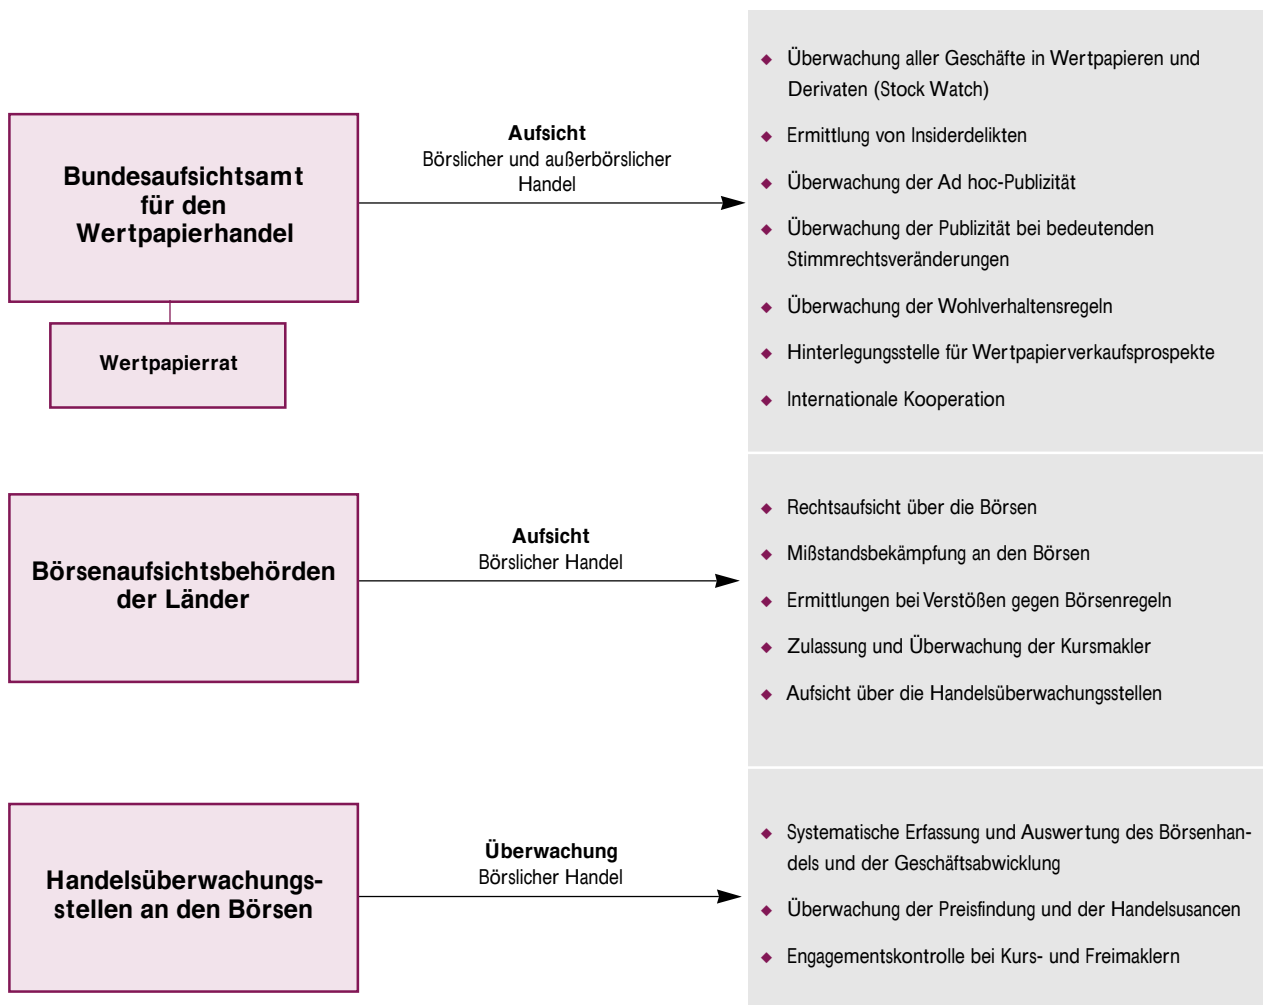 Bundesaufsichtsamt
für den
Wertpapierhandel
Wertpapierrat
Aufsicht
Börslicher und außerbörslicher
Handel
◆ Überwachung aller Geschäfte in Wertpapieren und
Derivaten (Stock Watch)
◆ Ermittlung von Insiderdelikten
◆ Überwachung der Ad hoc-Publizität
◆ Überwachung der Publizität bei bedeutenden
Stimmrechtsveränderungen
◆ Überwachung der Wohlverhaltensregeln
◆ Hinterlegungsstelle für Wertpapierverkaufsprospekte
◆ Internationale Kooperation
Börsenaufsichtsbehörden
der Länder
Aufsicht
Börslicher Handel
◆ Rechtsaufsicht über die Börsen
◆ Mißstandsbekämpfung an den Börsen
◆ Ermittlungen bei Verstößen gegen Börsenregeln
◆ Zulassung und Überwachung der Kursmakler
◆ Aufsicht über die Handelsüberwachungsstellen
Handelsüberwachungs-
stellen an den Börsen
Überwachung
Börslicher Handel
◆ Systematische Erfassung und Auswertung des Börsenhan-
dels und der Geschäftsabwicklung
◆ Überwachung der Preisfindung und der Handelsusancen
◆ Engagementskontrolle bei Kurs- und Freimaklern